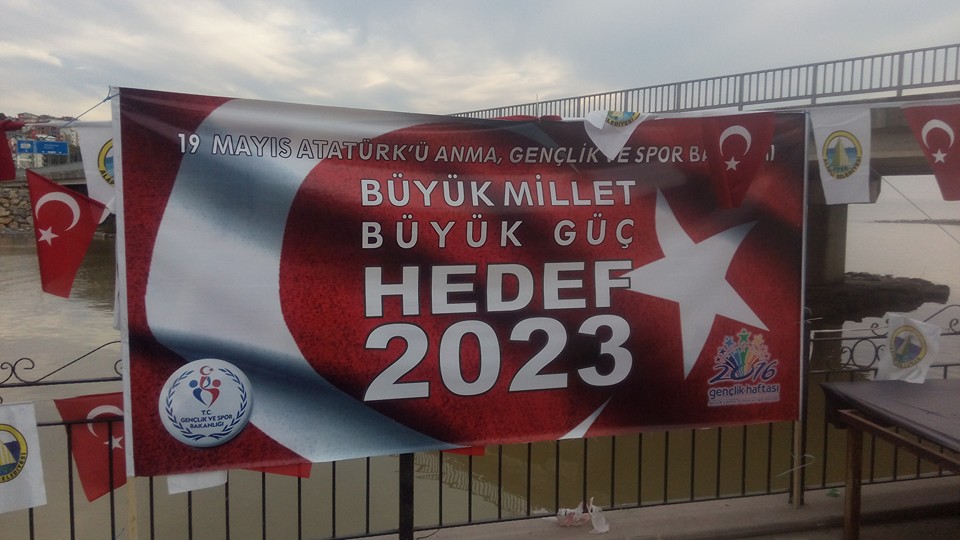 19 MAYIS ATATÜRK'Ü ANMA, GENÇLİK VE SPOR
BÜYÜK MİLLET
BÜYÜK GÜÇ
HEDEF
2023
T.C.
GENÇLİK VE SPOR
BAKANLIĞI
2016
gençlik haftası